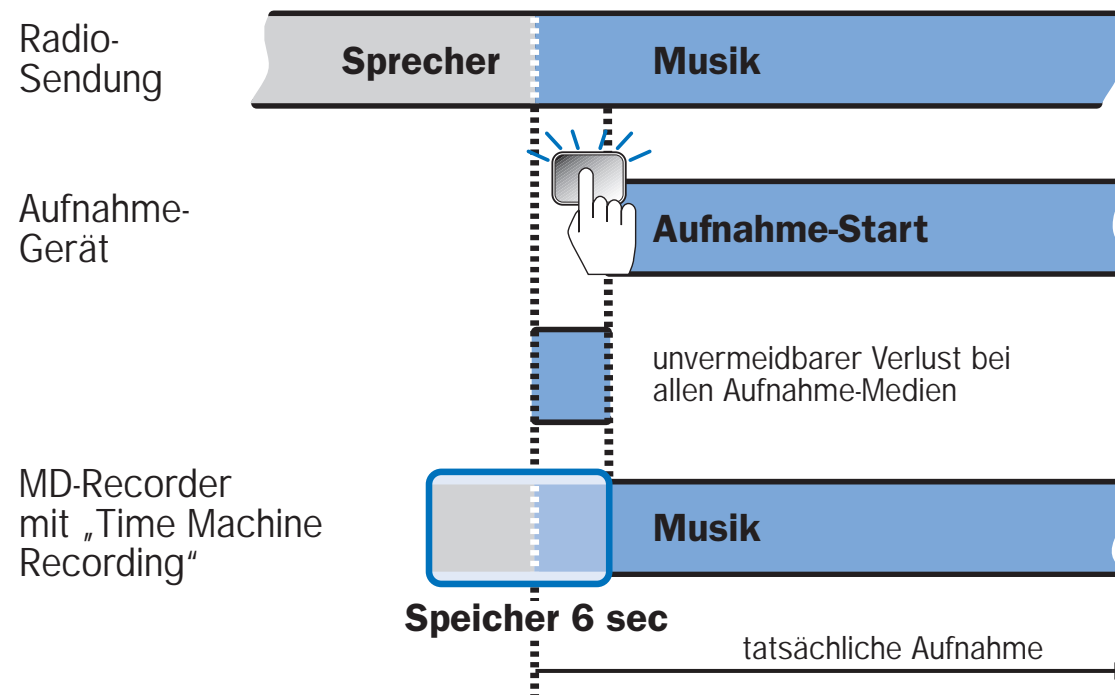 Radio-
Sendung
Sprecher
Musik
Aufnahme-
Gerät
Aufnahme-Start
unvermeidbarer Verlust bei
allen Aufnahme-Medien
MD-Recorder
mit „Time Machine
Recording“
Musik
Speicher 6 sec
tatsächliche Aufnahme